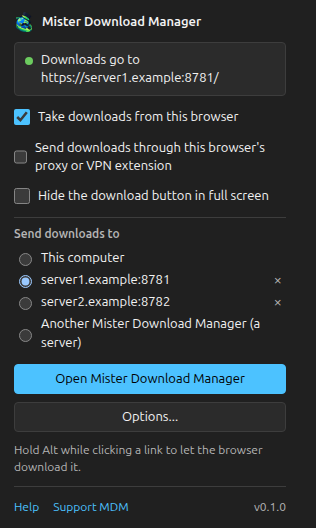 Mister Download Manager
Downloads go to
https://server1.example:8781/
Take downloads from this browser
Send downloads through this browser's
proxy or VPN extension
Hide the download button in full screen
Send downloads to
This computer
server1.example:8781 ×
server2.example:8782 ×
Another Mister Download Manager (a
server)
Open Mister Download Manager
Options...
Hold Alt while clicking a link to let the browser
download it.
Help Support MDM v0.1.0